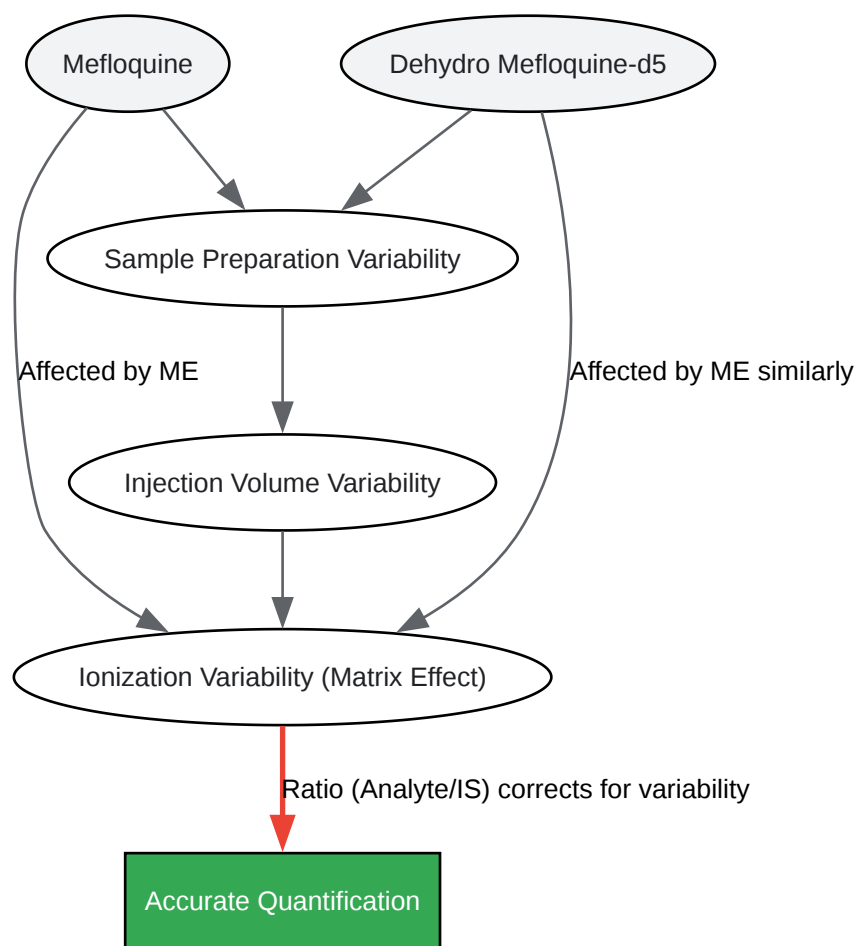 Mefloquine
Dehydro Mefloquine-d5
Sample Preparation Variability
Affected by ME
Affected by ME similarly
Injection Volume Variability
Ionization Variability (Matrix Effect)
Ratio (Analyte/IS) corrects for variability
Accurate Quantification